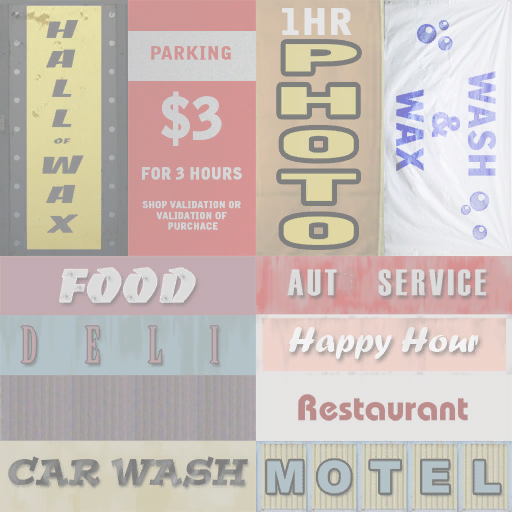 HALL
OF
WAX
PARKING
$3
FOR 3 HOURS
SHOP VALIDATION OR
VALIDATION OF
PURCHACE
1HR
PHOTO
WASH
&
WAX
FOOD
AUT SERVICE
DELI
Happy Hour
Restaurant
CAR WASH
MOTEL